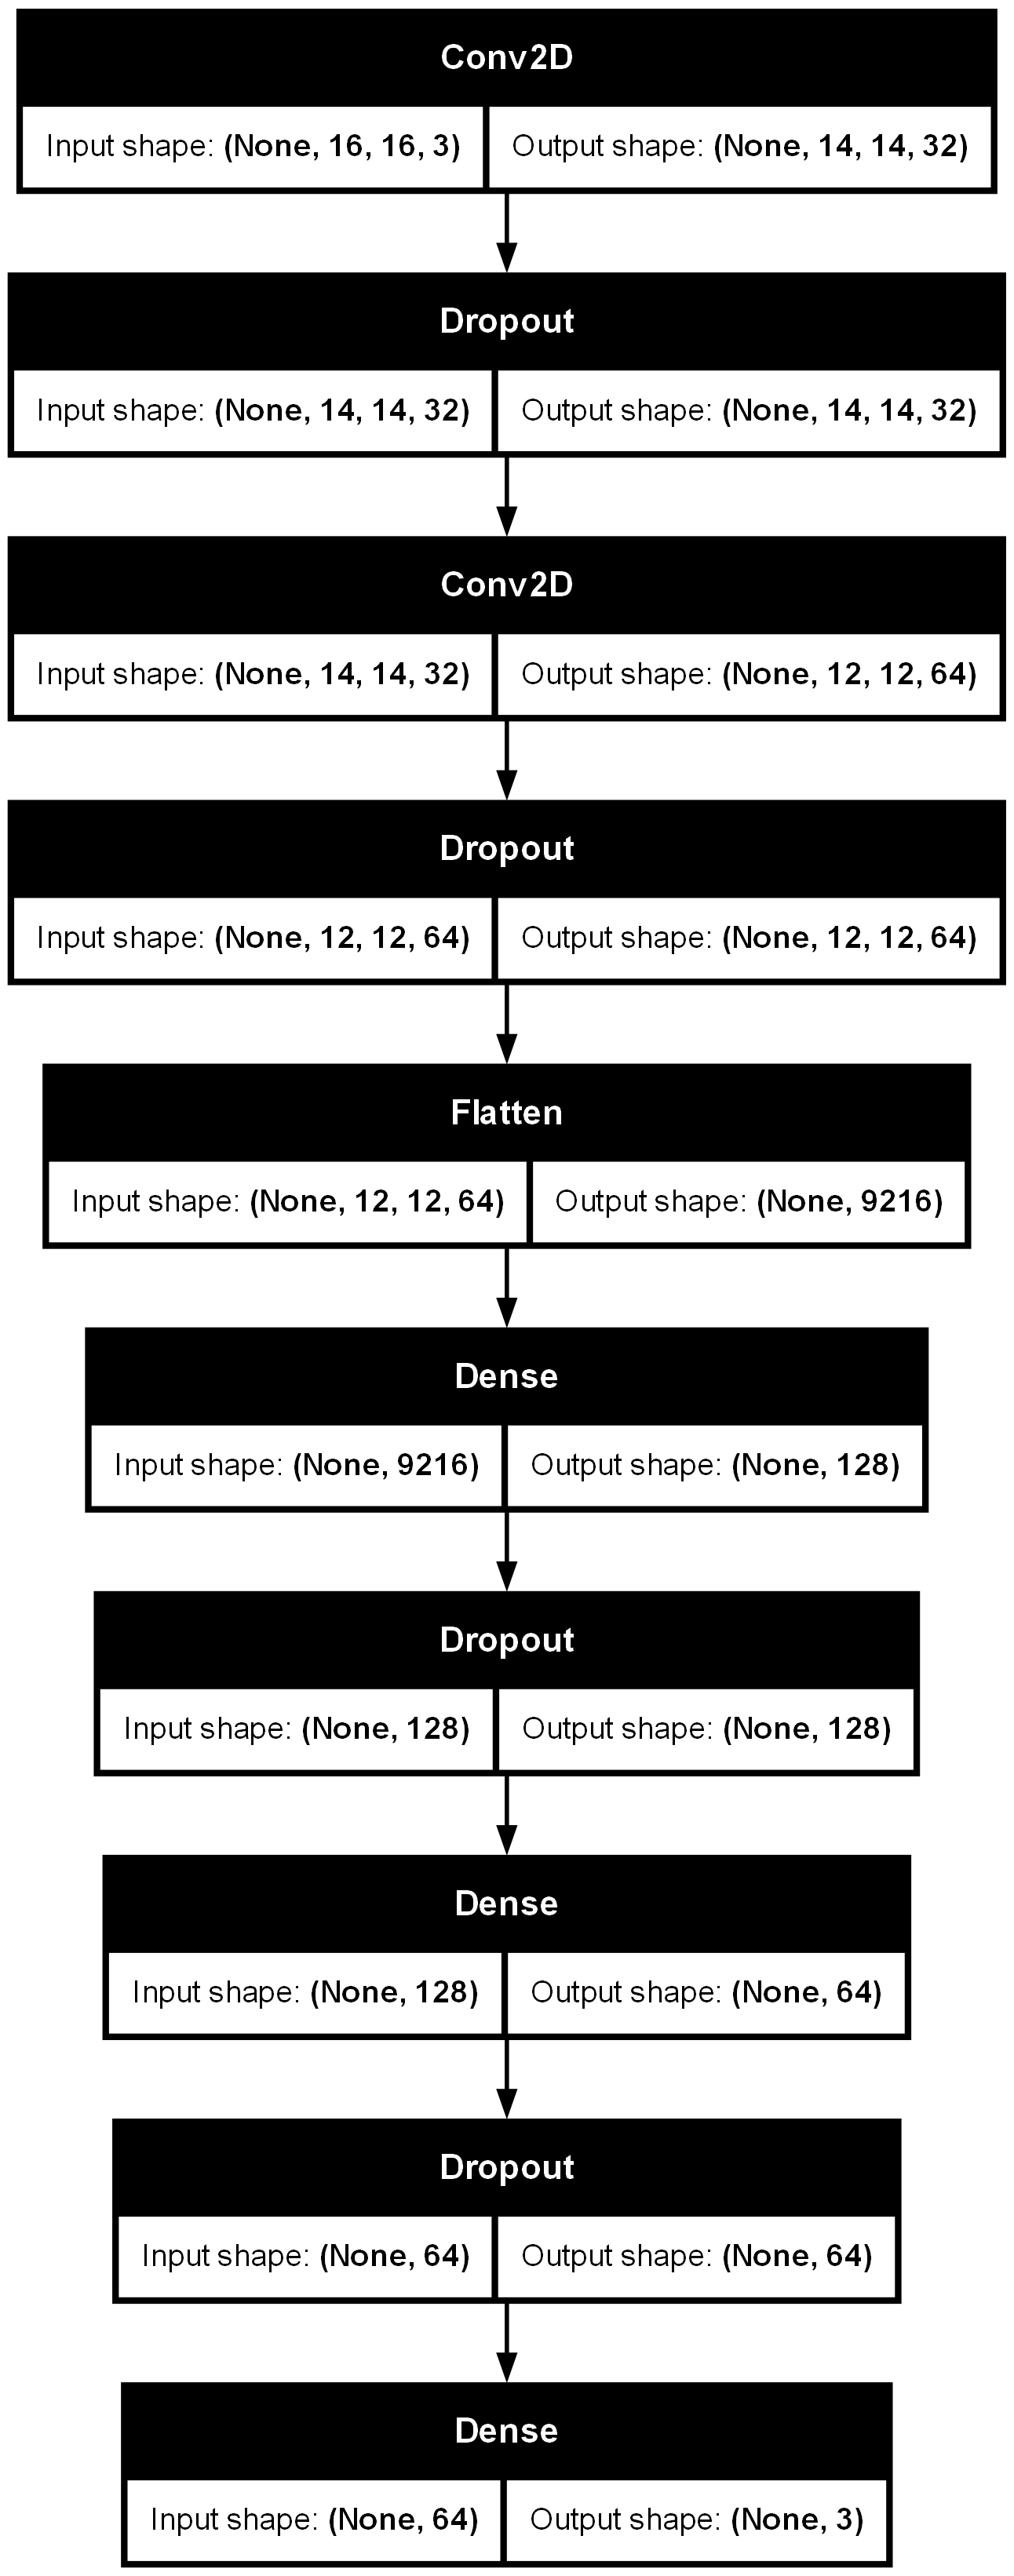 Conv2D
Input shape: (None, 16, 16, 3) Output shape: (None, 14, 14, 32)
Dropout
Input shape: (None, 14, 14, 32) Output shape: (None, 14, 14, 32)
Conv2D
Input shape: (None, 14, 14, 32) Output shape: (None, 12, 12, 64)
Dropout
Input shape: (None, 12, 12, 64) Output shape: (None, 12, 12, 64)
Flatten
Input shape: (None, 12, 12, 64) Output shape: (None, 9216)
Dense
Input shape: (None, 9216) Output shape: (None, 128)
Dropout
Input shape: (None, 128) Output shape: (None, 128)
Dense
Input shape: (None, 128) Output shape: (None, 64)
Dropout
Input shape: (None, 64) Output shape: (None, 64)
Dense
Input shape: (None, 64) Output shape: (None, 3)